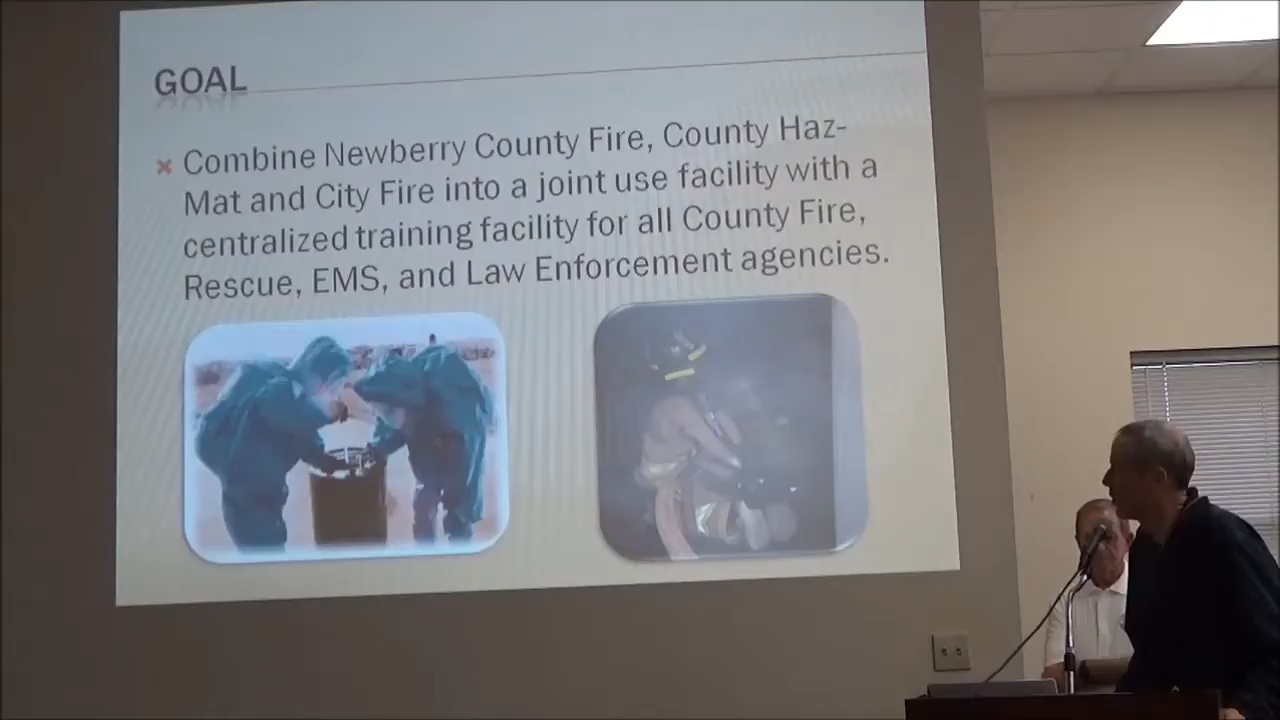 GOAL
Combine Newberry County Fire, County Haz-
Mat and City Fire into a joint use facility with a
centralized training facility for all County Fire,
Rescue, EMS, and Law Enforcement agencies.